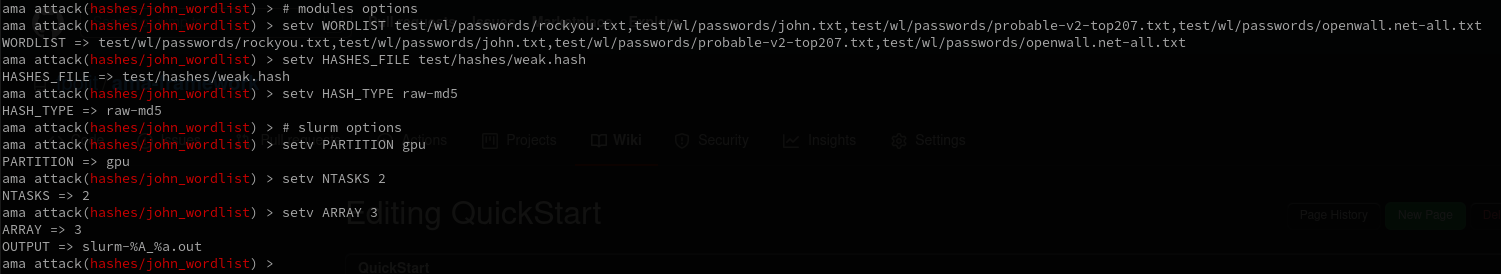 ama attack(hashes/john_wordlist) > # modules options
ama attack(hashes/john_wordlist) > setv WORDLIST test/wl/passwords/rockyou.txt,test/wl/passwords/john.txt,test/wl/passwords/probable-v2-top207.txt,test/wl/passwords/openwall.net-all.txt
WORDLIST => test/wl/passwords/rockyou.txt,test/wl/passwords/john.txt,test/wl/passwords/probable-v2-top207.txt,test/wl/passwords/openwall.net-all.txt
ama attack(hashes/john_wordlist) > setv HASHES_FILE test/hashes/weak.hash
HASHES_FILE => test/hashes/weak.hash
ama attack(hashes/john_wordlist) > setv HASH_TYPE raw-md5
HASH_TYPE => raw-md5
ama attack(hashes/john_wordlist) > # slurm options
Actions Projects Wiki Security Insights Settings
ama attack(hashes/john_wordlist) > setv PARTITION gpu
PARTITION => gpu
ama attack(hashes/john_wordlist) > setv NTASKS 2
NTASKS => 2
ama attack(hashes/john_wordlist) > setv ARRAY 3
Editing QuickStart
Page History New Page
ARRAY => 3
OUTPUT => slurm-%A_%a.out
ama attack(hashes/john_wordlist) >
QuickStart